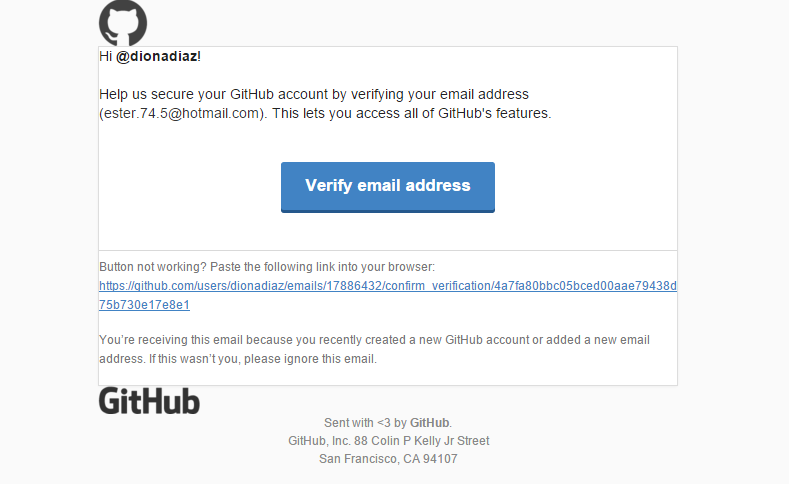 Hi @dionadiaz!
Help us secure your GitHub account by verifying your email address
(ester.74.5@hotmail.com). This lets you access all of GitHub's features.
Verify email address
Button not working? Paste the following link into your browser:
https://github.com/users/dionadiaz/emails/17886432/confirm_verification/4a7fa80bbc05bced00aae79438d
75b730e17e8e1
You’re receiving this email because you recently created a new GitHub account or added a new email
address. If this wasn’t you, please ignore this email.
GitHub
Sent with <3 by GitHub.
GitHub, Inc. 88 Colin P Kelly Jr Street
San Francisco, CA 94107